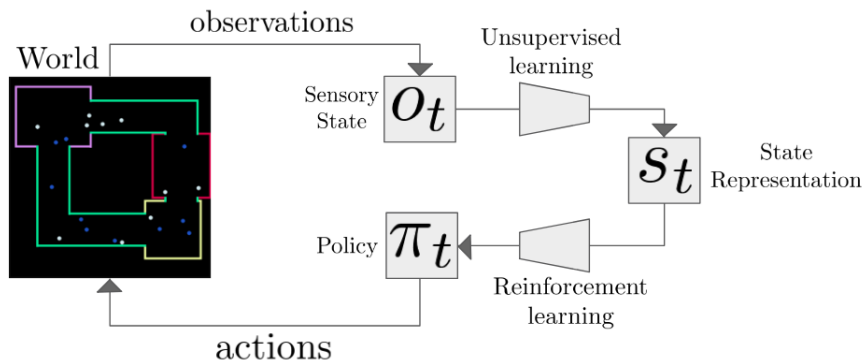 observations
World
Unsupervised
learning
Sensory
State
o_t
s_t
State
Representation
Policy
π_t
Reinforcement
learning
actions